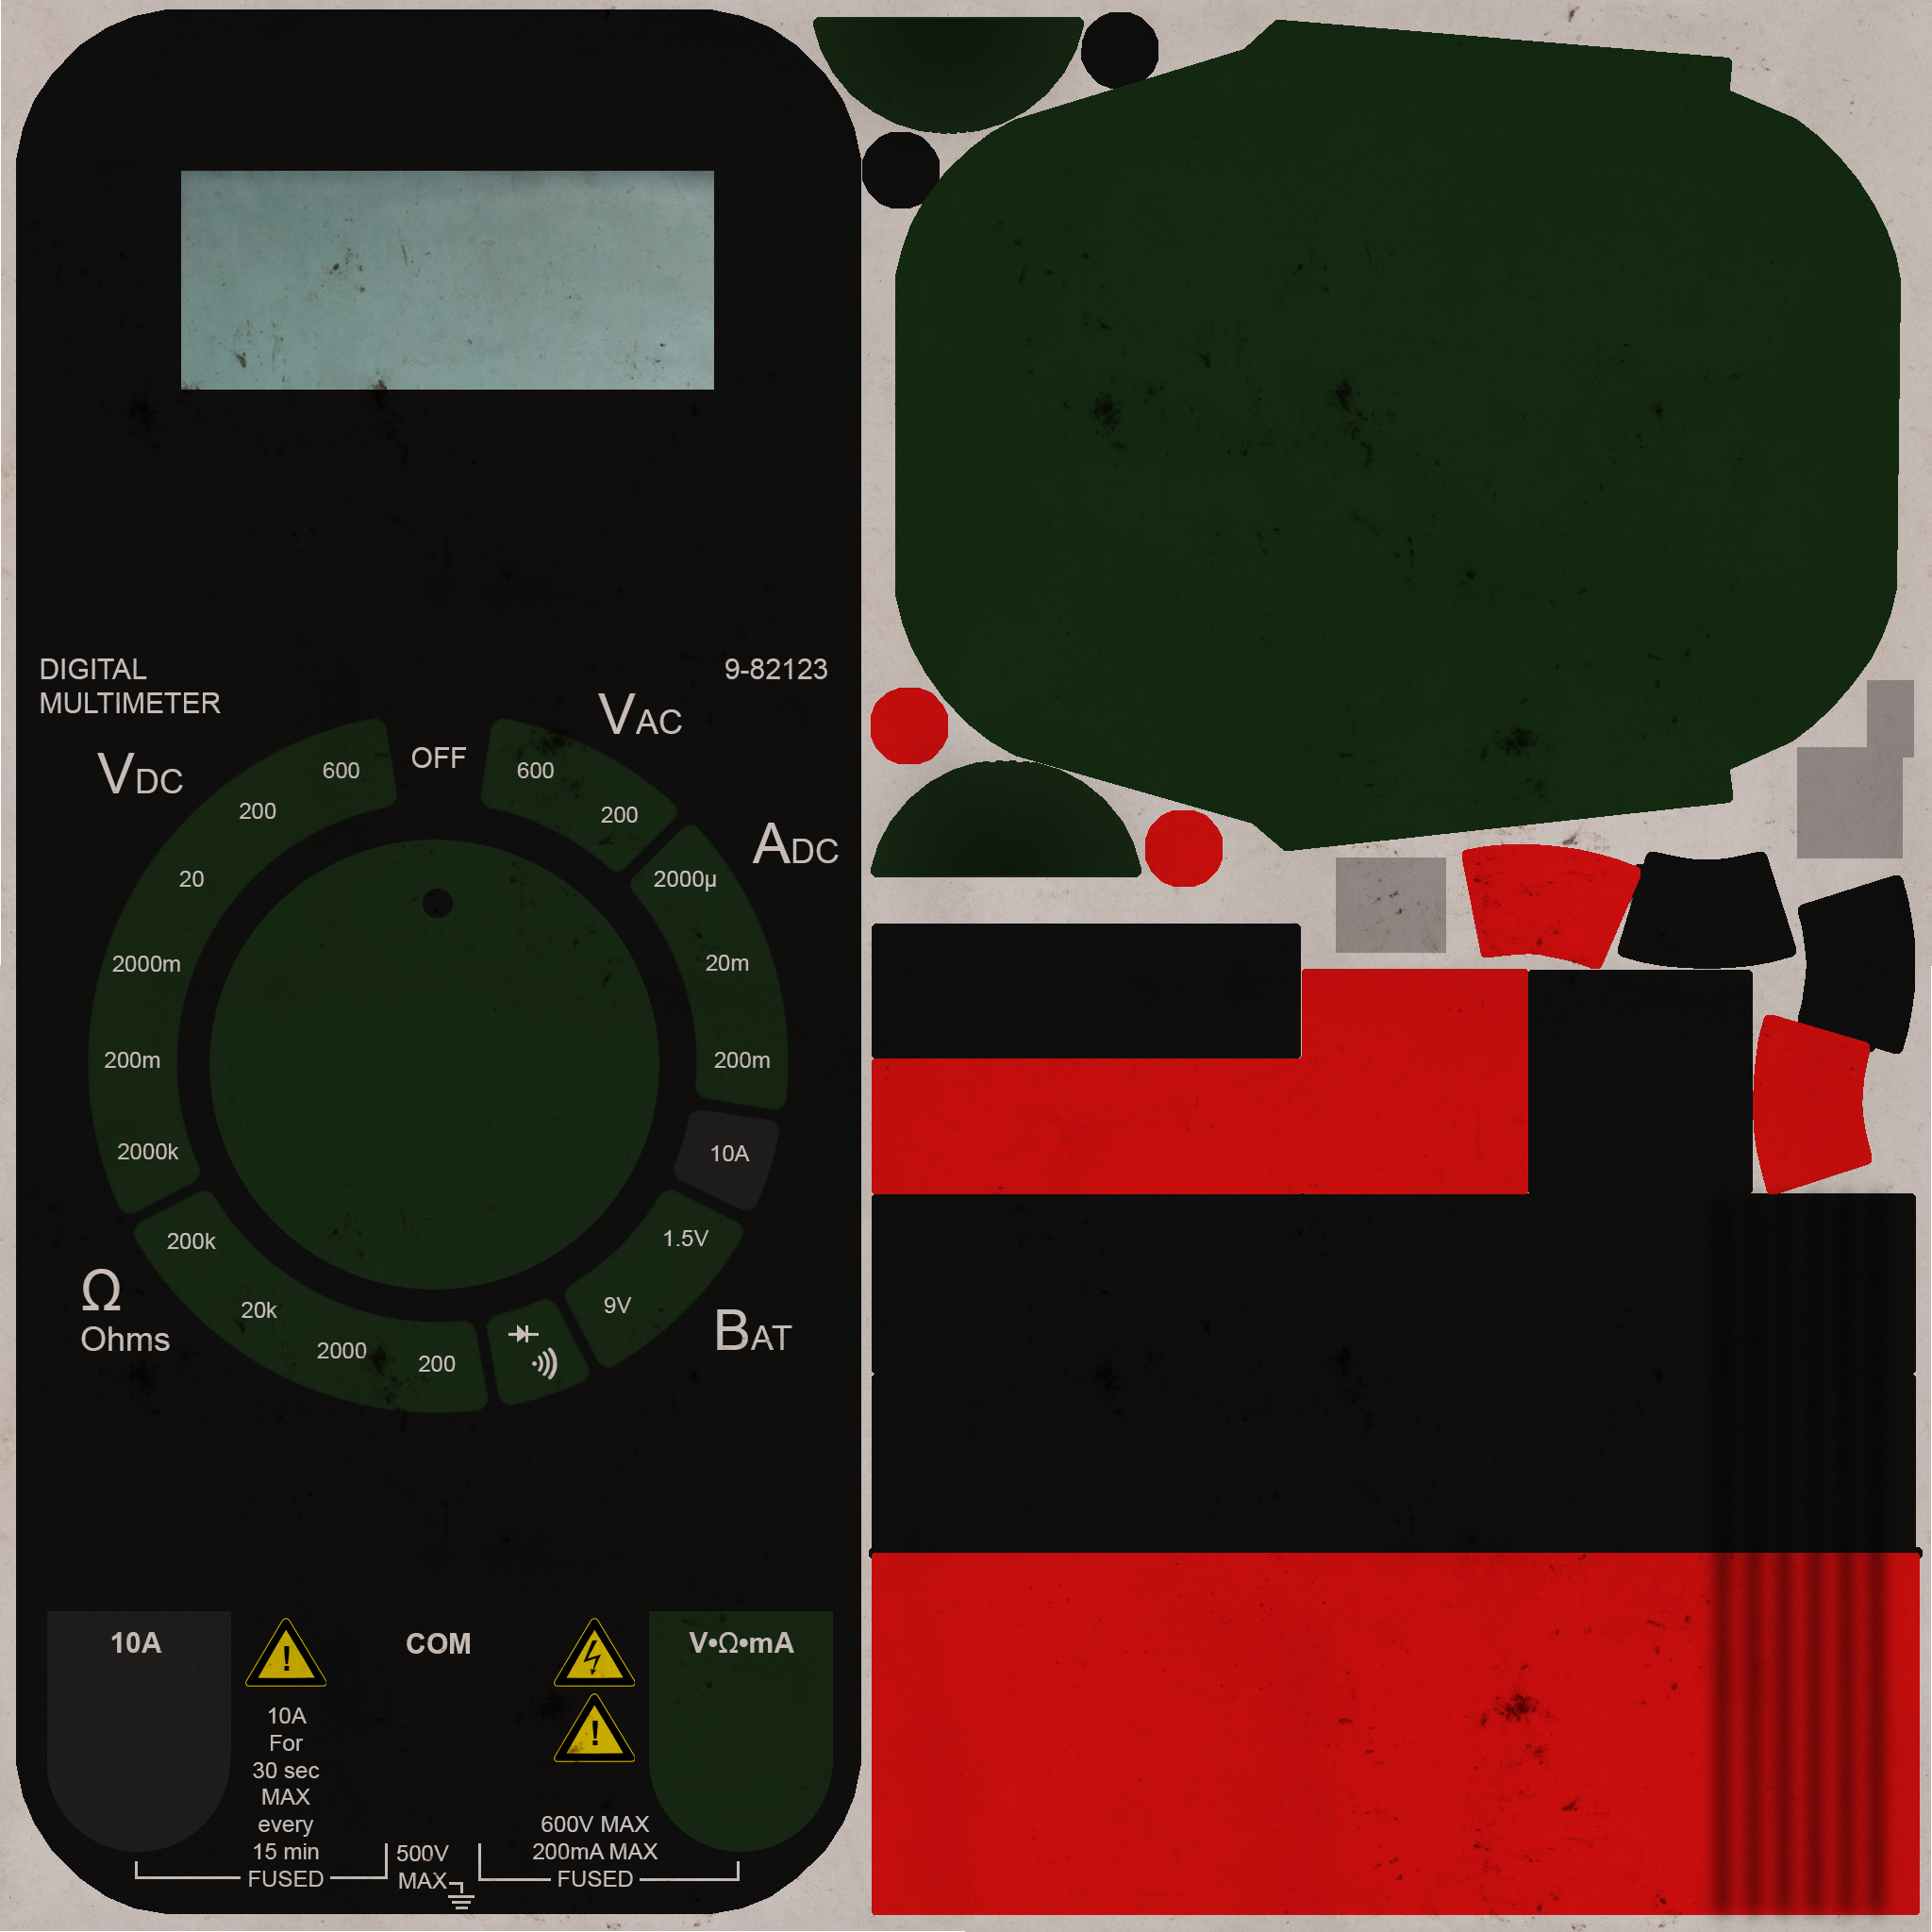 DIGITAL
MULTIMETER
9-82123
VAC
VDC
OFF
600
600
200
200
ADC
20
2000µ
2000m
20m
200m
200m
2000k
10A
200k
1.5V
Ω
Ohms
20k
9V
BAT
2000
200
10A
!
COM
V•Ω•mA
10A
For
30 sec
MAX
every
15 min
FUSED
500V
MAX
!
600V MAX
200mA MAX
FUSED